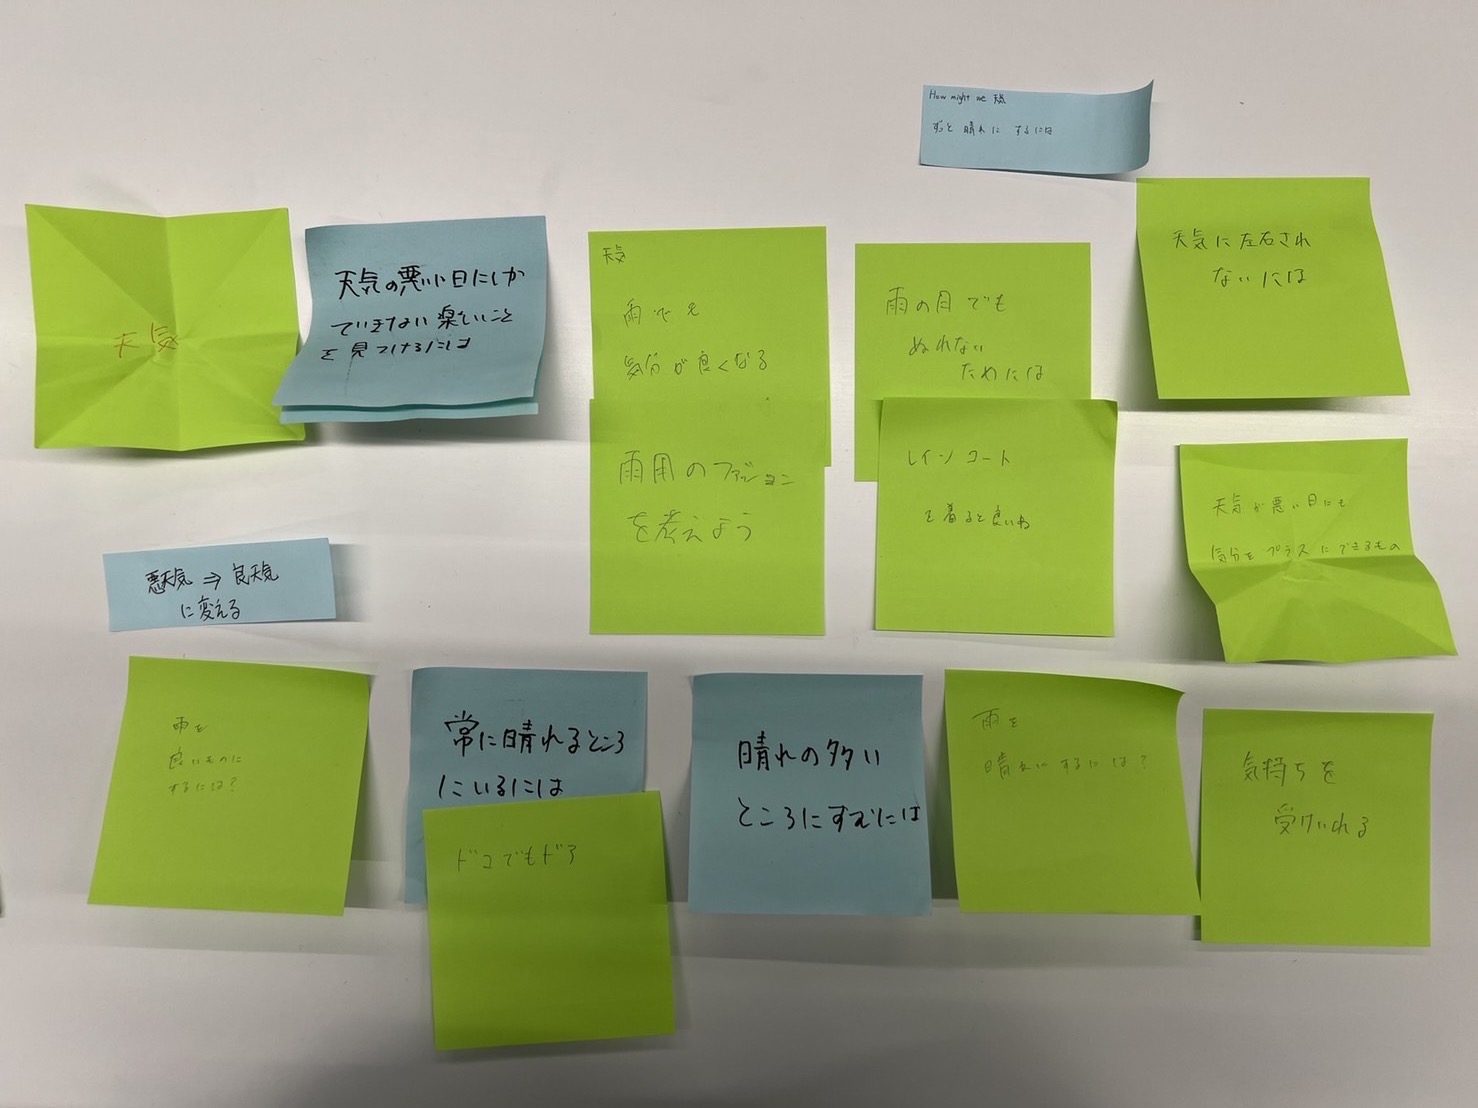 How might we 天気
ずっと 晴れに するには
天気
天気の悪い日にしか
できない楽しいこと
を見つけるには
天気
雨でも
気分が良くなる
雨用のファッション
を考えよう
雨の日でも
ぬれない
ためには
レインコート
を着ると良いね
天気に左右され
ないには
天気が悪い日にも
気分をプラスにできるもの
悪天気 ⇒ 良天気
に変える
雨を
良いものに
するには?
常に晴れるところ
にいるには
ドコでもドア
晴れの多い
ところにすむには
雨を
晴れにするには?
気持ちを
受けいれる